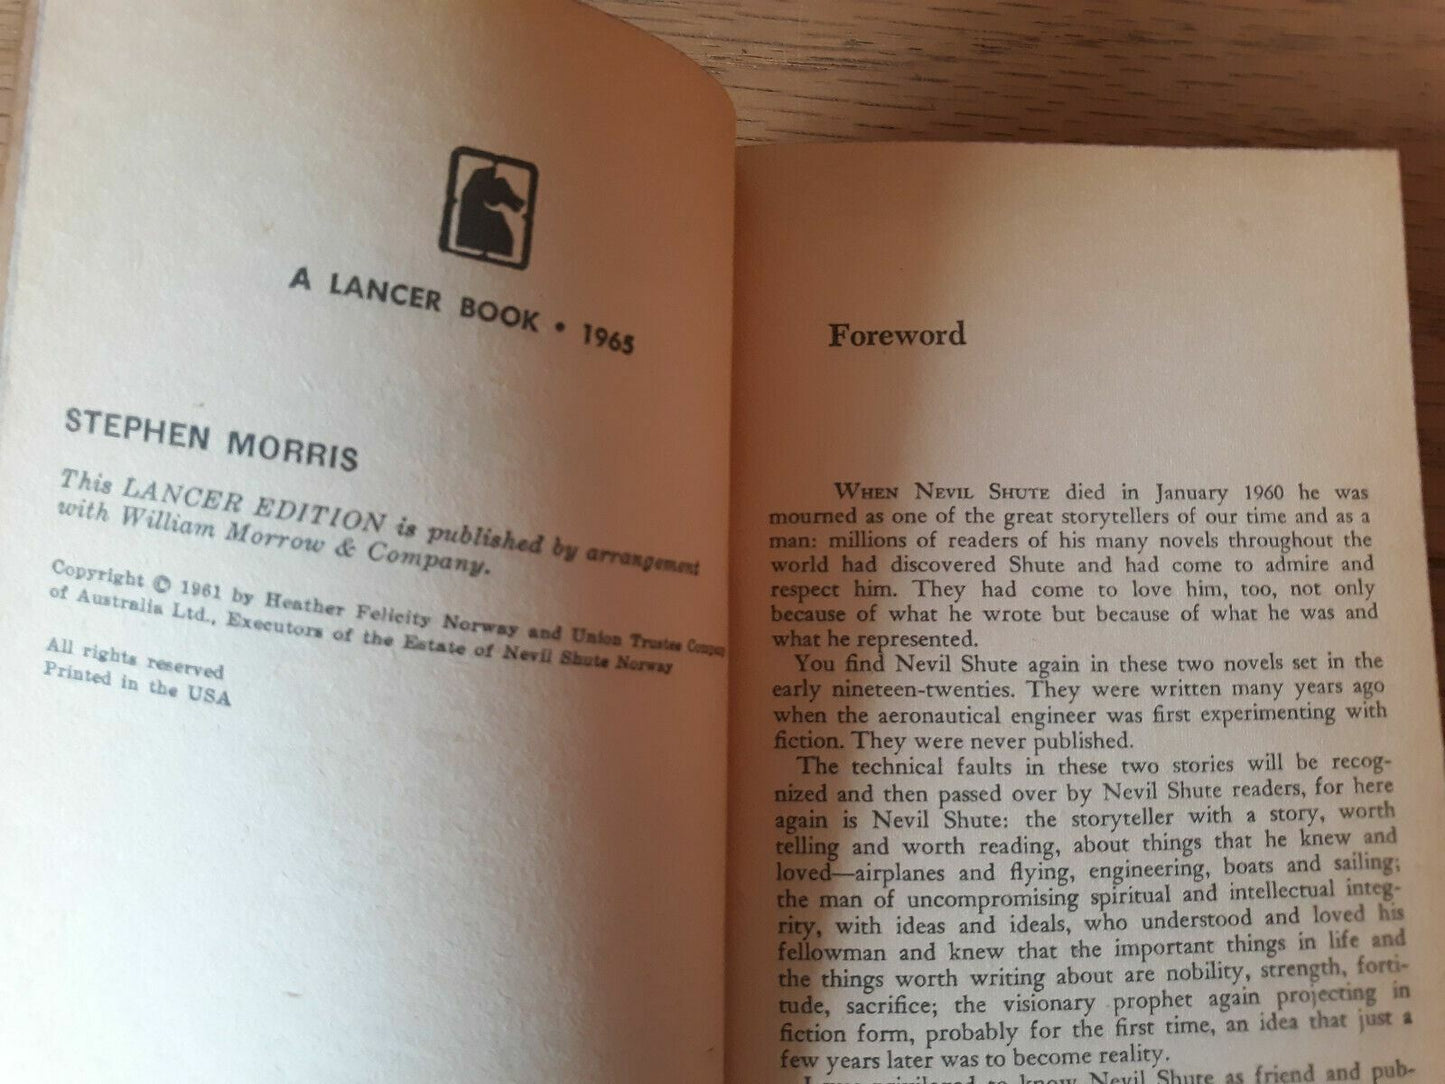 A LANCER BOOK • 1965
STEPHEN MORRIS
This LANCER EDITION is published by arrangement
with William Morrow & Company.
Copyright © 1961 by Heather Felicity Norway and Union Trustee Company
of Australia Ltd., Executors of the Estate of Nevil Shute Norway
All rights reserved
Printed in the USA
Foreword
WHEN NEVIL SHUTE died in January 1960 he was
mourned as one of the great storytellers of our time and as a
man: millions of readers of his many novels throughout the
world had discovered Shute and had come to admire and
respect him. They had come to love him, too, not only
because of what he wrote but because of what he was and
what he represented.
You find Nevil Shute again in these two novels set in the
early nineteen-twenties. They were written many years ago
when the aeronautical engineer was first experimenting with
fiction. They were never published.
The technical faults in these two stories will be recog-
nized and then passed over by Nevil Shute readers, for here
again is Nevil Shute: the storyteller with a story, worth
telling and worth reading, about things that he knew and
loved—airplanes and flying, engineering, boats and sailing;
the man of uncompromising spiritual and intellectual integ-
rity, with ideas and ideals, who understood and loved his
fellowman and knew that the important things in life and
the things worth writing about are nobility, strength, forti-
tude, sacrifice; the visionary prophet again projecting in
fiction form, probably for the first time, an idea that just a
few years later was to become reality.
I was privileged to know Nevil Shute as friend and pub-